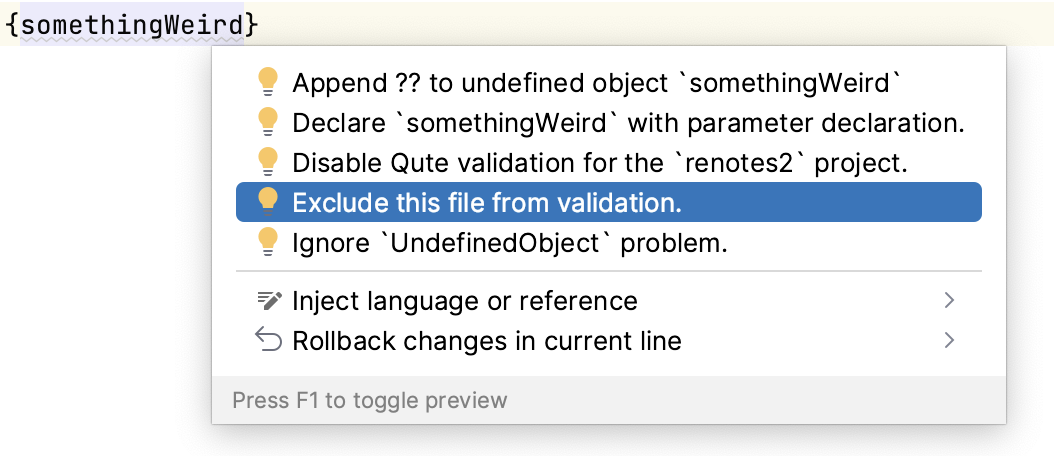 {somethingWeird}
Append ?? to undefined object `somethingWeird`
Declare `somethingWeird` with parameter declaration.
Disable Qute validation for the `renotes2` project.
Exclude this file from validation.
Ignore `UndefinedObject` problem.
Inject language or reference
Rollback changes in current line
Press F1 to toggle preview